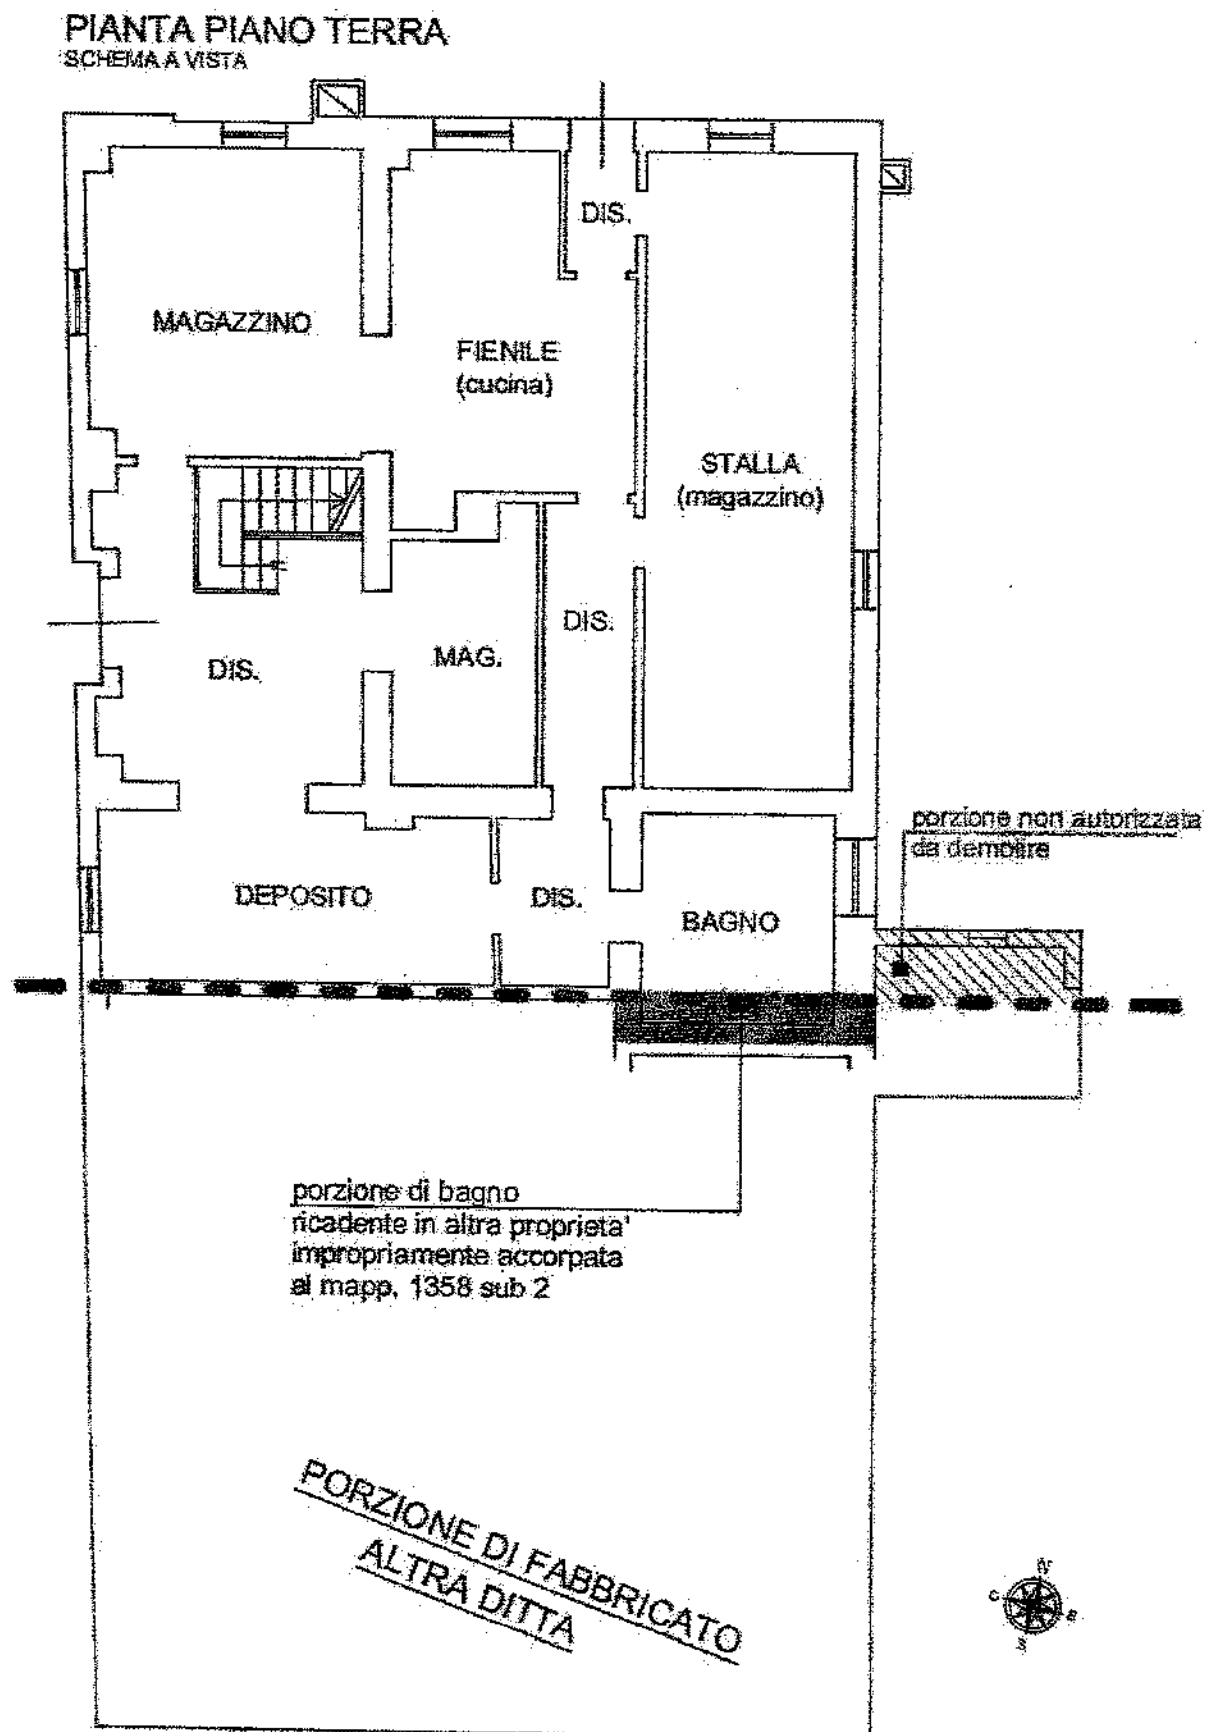 PIANTA PIANO TERRA
SCHEMA A VISTA
DIS.
MAGAZZINO
FIENILE
(cucina)
STALLA
(magazzino)
DIS.
MAG.
DIS.
porzione non autorizzata
da demolire
DEPOSITO
DIS.
BAGNO
porzione di bagno
ricadente in altra proprieta'
impropriamente accorpata
al mapp. 1358 sub 2
PORZIONE DI FABBRICATO
ALTRA DITTA
N
S